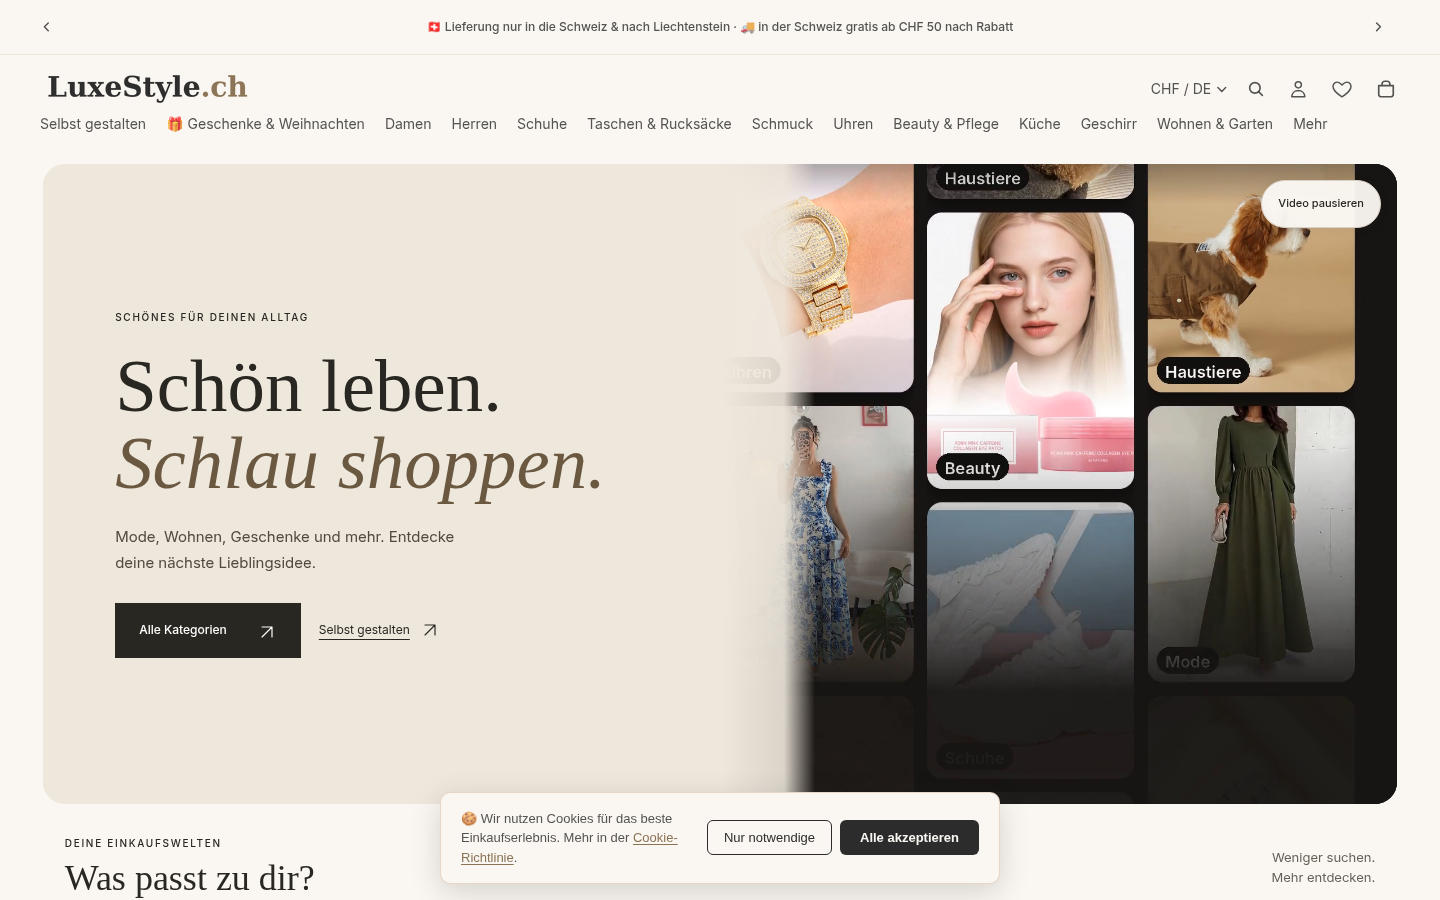 🇨🇭 Lieferung nur in die Schweiz & nach Liechtenstein · 🚚 in der Schweiz gratis ab CHF 50 nach Rabatt
LuxeStyle.ch
CHF / DE
Selbst gestalten
🎁 Geschenke & Weihnachten
Damen
Herren
Schuhe
Taschen & Rucksäcke
Schmuck
Uhren
Beauty & Pflege
Küche
Geschirr
Wohnen & Garten
Mehr
Haustiere
Video pausieren
SCHÖNES FÜR DEINEN ALLTAG
Schön leben.
Schlau shoppen.
Mode, Wohnen, Geschenke und mehr. Entdecke
deine nächste Lieblingsidee.
Alle Kategorien
Selbst gestalten
Uhren
Haustiere
Beauty
Mode
Schuhe
🍪 Wir nutzen Cookies für das beste
Einkaufserlebnis. Mehr in der Cookie-
Richtlinie.
Nur notwendige
Alle akzeptieren
DEINE EINKAUFSWELTEN
Was passt zu dir?
Weniger suchen.
Mehr entdecken.